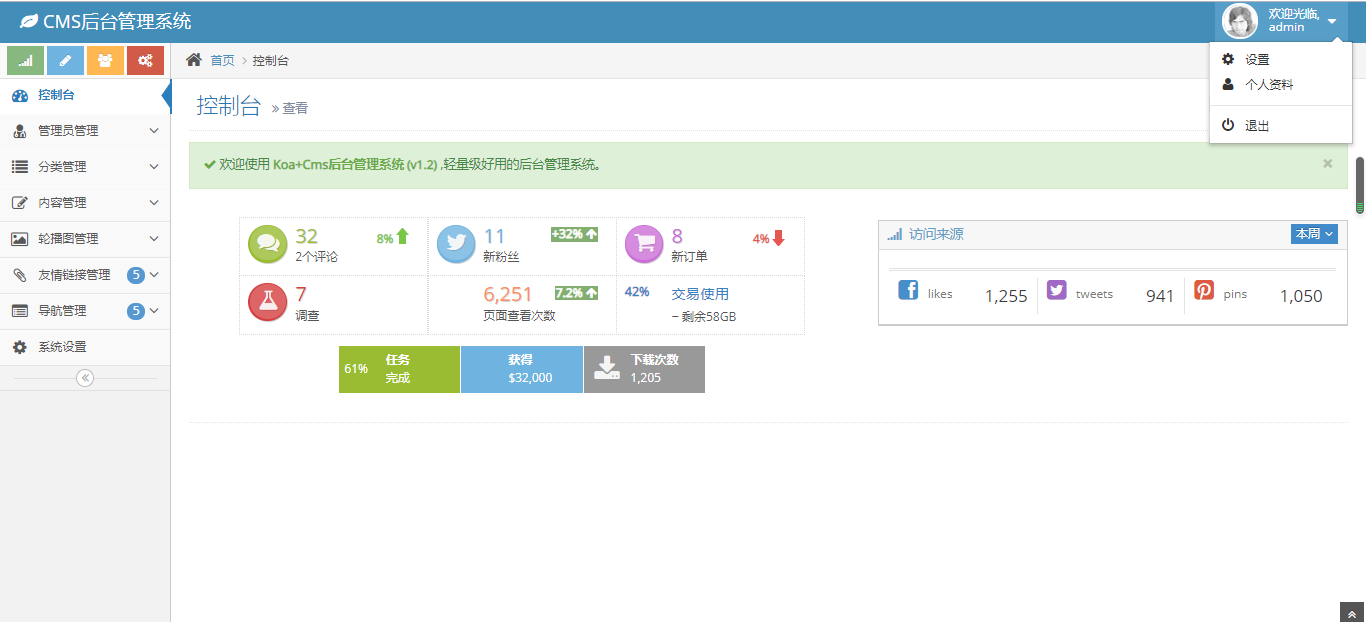 CMS后台管理系统
欢迎光临,
admin
设置
个人资料
退出
首页 > 控制台
控制台
管理员管理
分类管理
内容管理
轮播图管理
友情链接管理 5
导航管理 5
系统设置
控制台 » 查看
欢迎使用 Koa+Cms后台管理系统 (v1.2) ,轻量级好用的后台管理系统。
32 8%
2个评论
11 +32%
新粉丝
8 4%
新订单
7
调查
6,251 7.2%
页面查看次数
42% 交易使用
− 剩余58GB
61% 任务
完成
获得
$32,000
下载次数
1,205
访问来源 本周
likes 1,255
tweets 941
pins 1,050